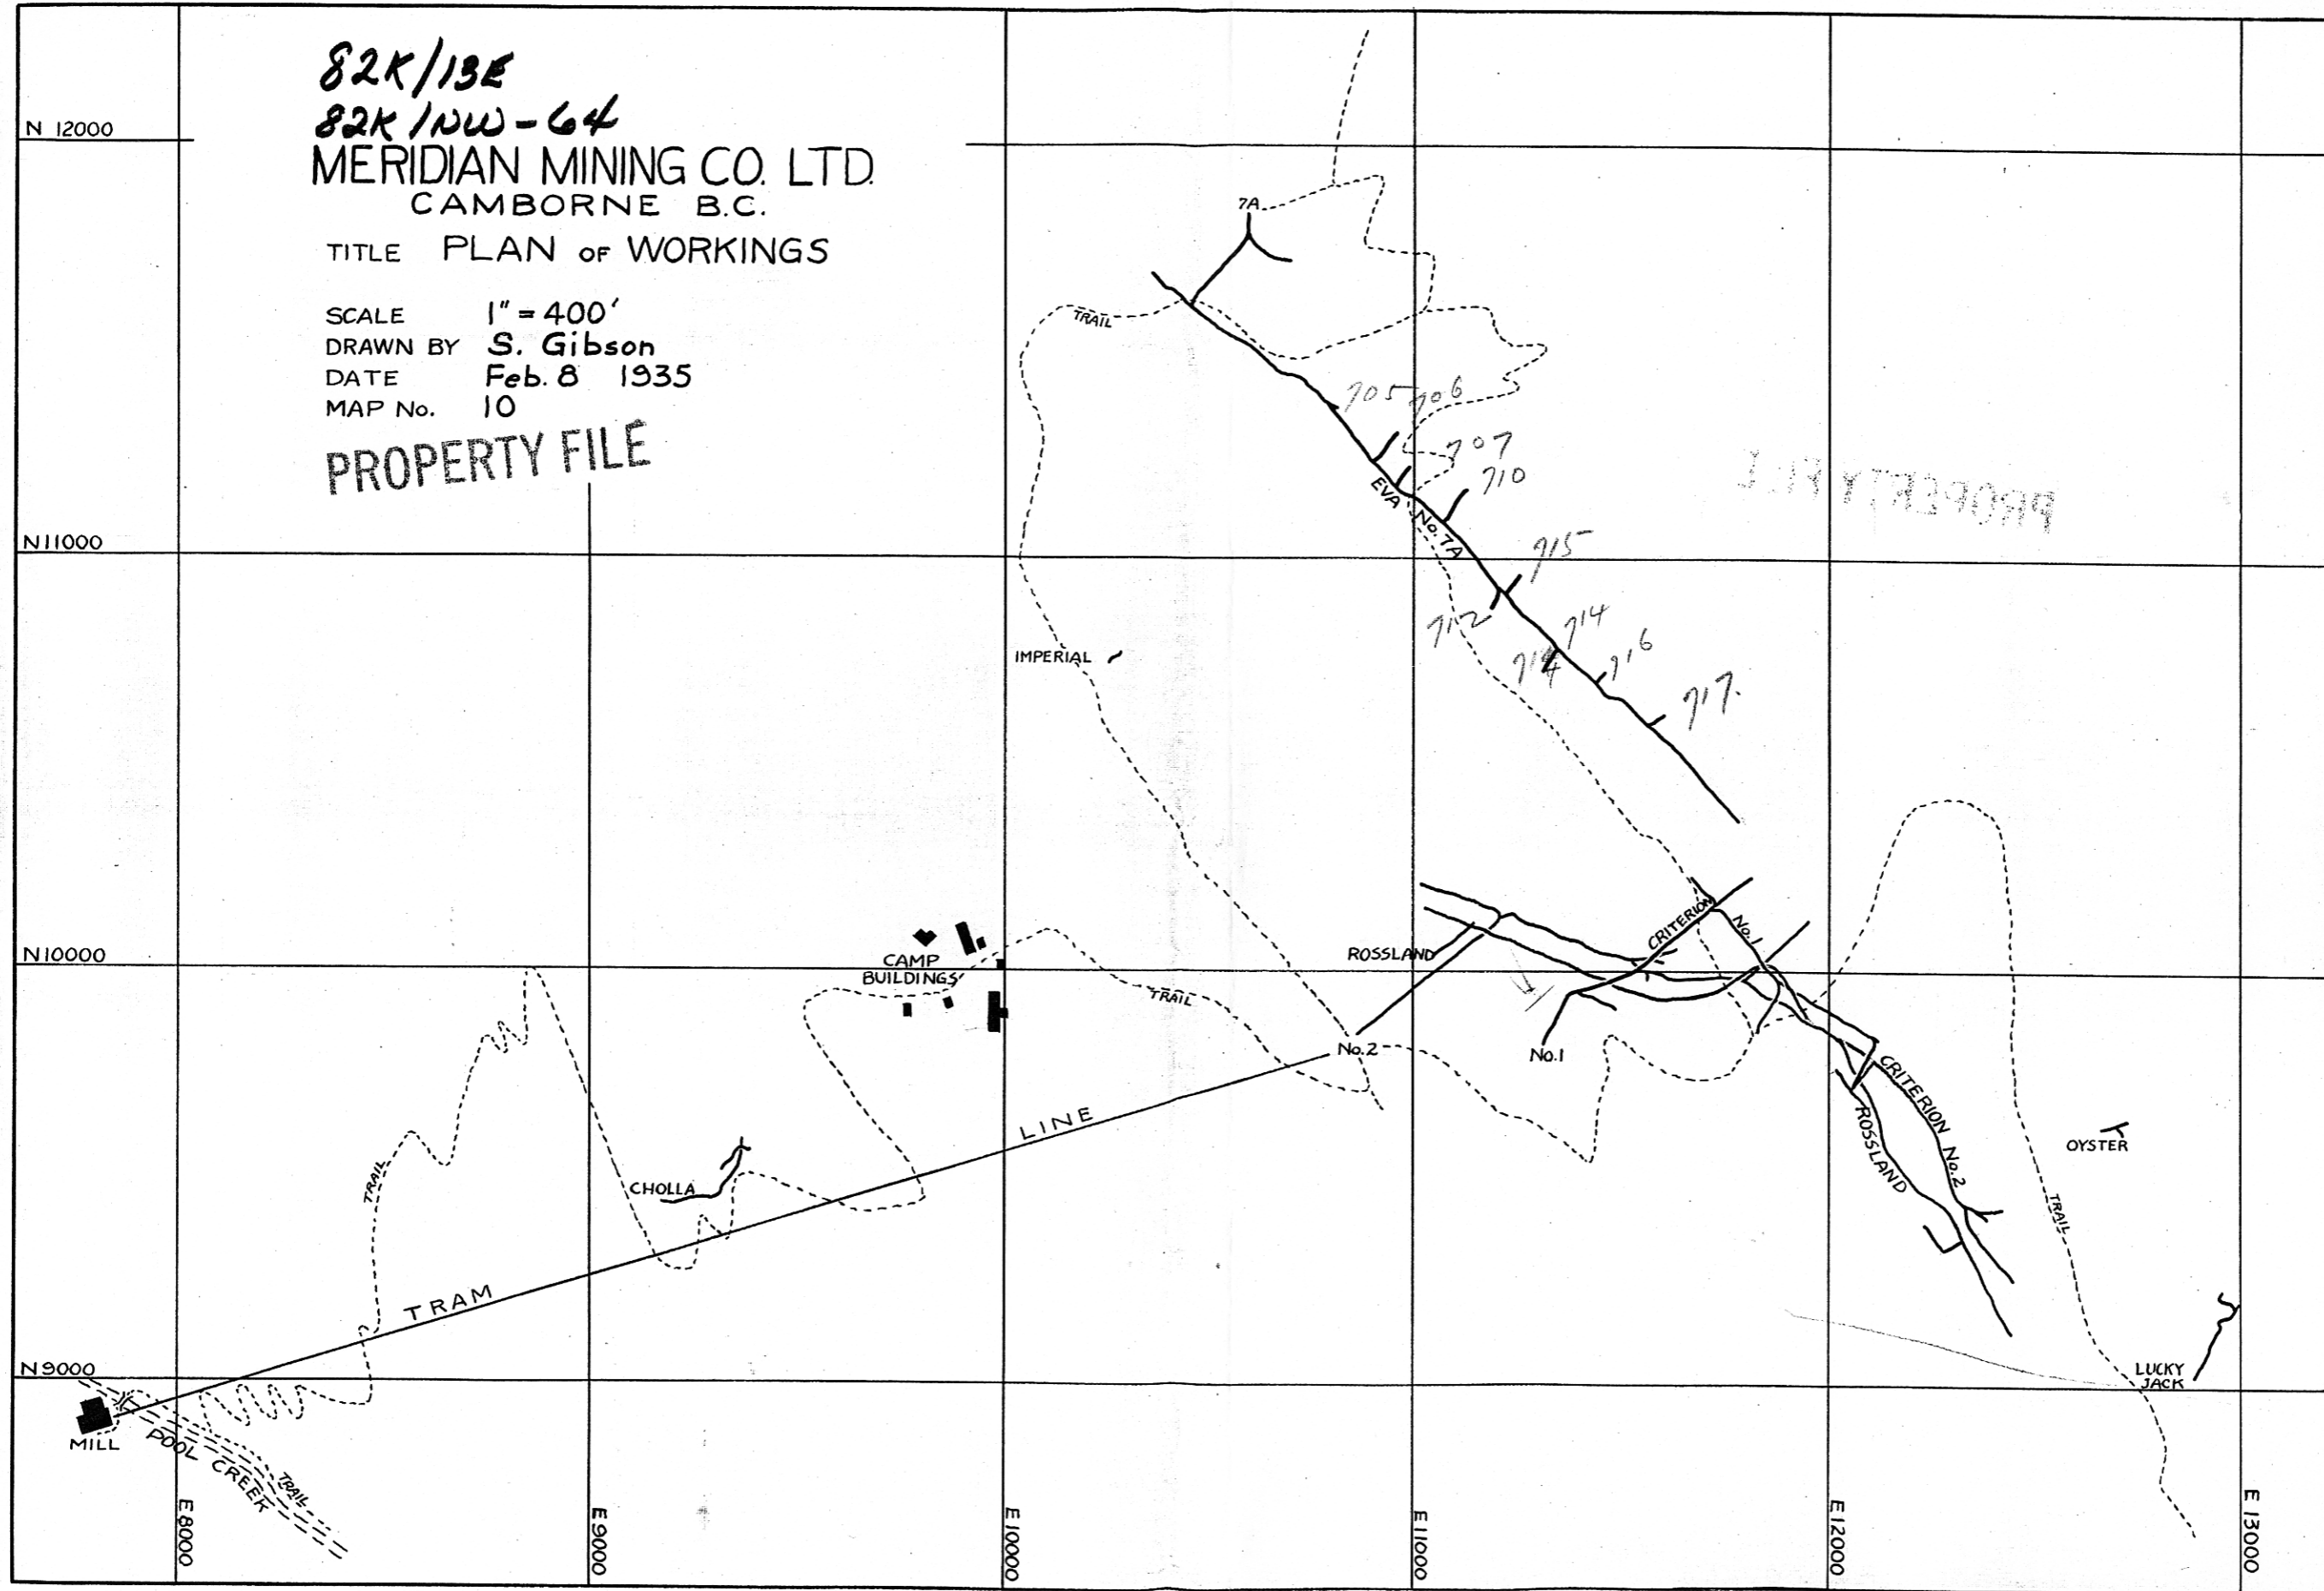 82K/13E
82K/NW-64
MERIDIAN MINING CO. LTD.
CAMBORNE B.C.
TITLE PLAN OF WORKINGS
SCALE 1" = 400'
DRAWN BY S. Gibson
DATE Feb. 8 1935
MAP No. 10
PROPERTY FILE
N 12000
7A
TRAIL
705 706
707
710
PROPERTY FILE
EVA No. 7A
N11000
715
712
714
714
716
717
IMPERIAL
CRITERION No. 1
ROSSLAND
N10000
CAMP
BUILDINGS
TRAIL
No. 2
No. 1
CRITERION No. 2
ROSSLAND
OYSTER
LINE
TRAIL
CHOLLA
TRAIL
TRAM
N9000
LUCKY
JACK
MILL
POOL CREEK
TRAIL
E 8000
E 9000
E 10000
E 11000
E 12000
E 13000